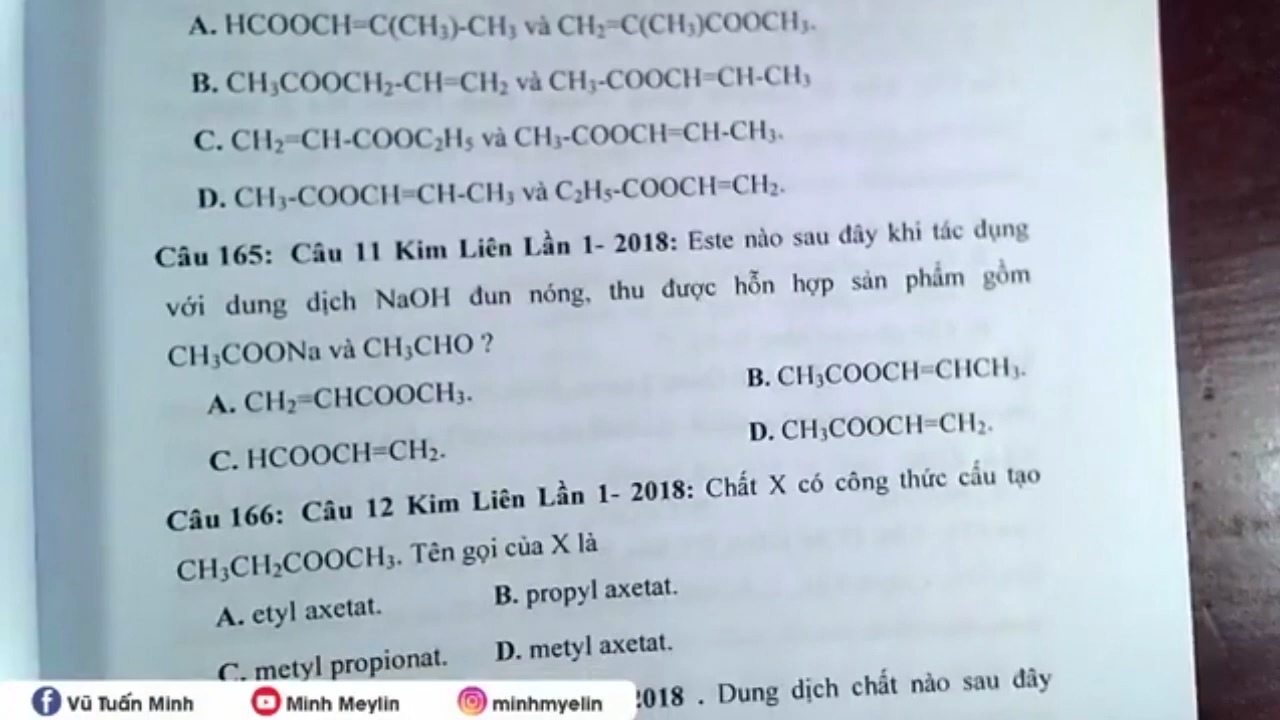 A. HCOOCH=C(CH₃)-CH₃ và CH₂=C(CH₃)COOCH₃.
B. CH₃COOCH₂-CH=CH₂ và CH₃-COOCH=CH-CH₃
C. CH₂=CH-COOC₂H₅ và CH₃-COOCH=CH-CH₃.
D. CH₃-COOCH=CH-CH₃ và C₂H₅-COOCH=CH₂.
Câu 165: Câu 11 Kim Liên Lần 1- 2018: Este nào sau đây khi tác dụng
với dung dịch NaOH đun nóng, thu được hỗn hợp sản phẩm gồm
CH₃COONa và CH₃CHO ?
A. CH₂=CHCOOCH₃. B. CH₃COOCH=CHCH₃.
C. HCOOCH=CH₂. D. CH₃COOCH=CH₂.
Câu 166: Câu 12 Kim Liên Lần 1- 2018: Chất X có công thức cấu tạo
CH₃CH₂COOCH₃. Tên gọi của X là
A. etyl axetat. B. propyl axetat.
C. metyl propionat. D. metyl axetat.
:018 . Dung dịch chất nào sau đây
Vũ Tuấn Minh Minh Meylin minhmyelin